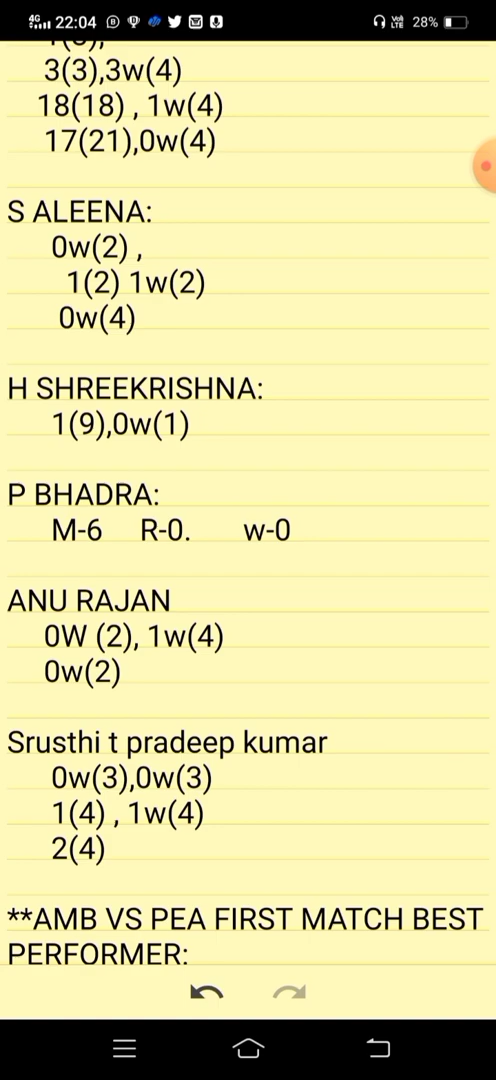 4G 22:04 28%
3(3),3w(4)
18(18) , 1w(4)
17(21),0w(4)
S ALEENA:
0w(2) ,
1(2) 1w(2)
0w(4)
H SHREEKRISHNA:
1(9),0w(1)
P BHADRA:
M-6 R-0. w-0
ANU RAJAN
0W (2), 1w(4)
0w(2)
Srusthi t pradeep kumar
0w(3),0w(3)
1(4) , 1w(4)
2(4)
**AMB VS PEA FIRST MATCH BEST
PERFORMER: